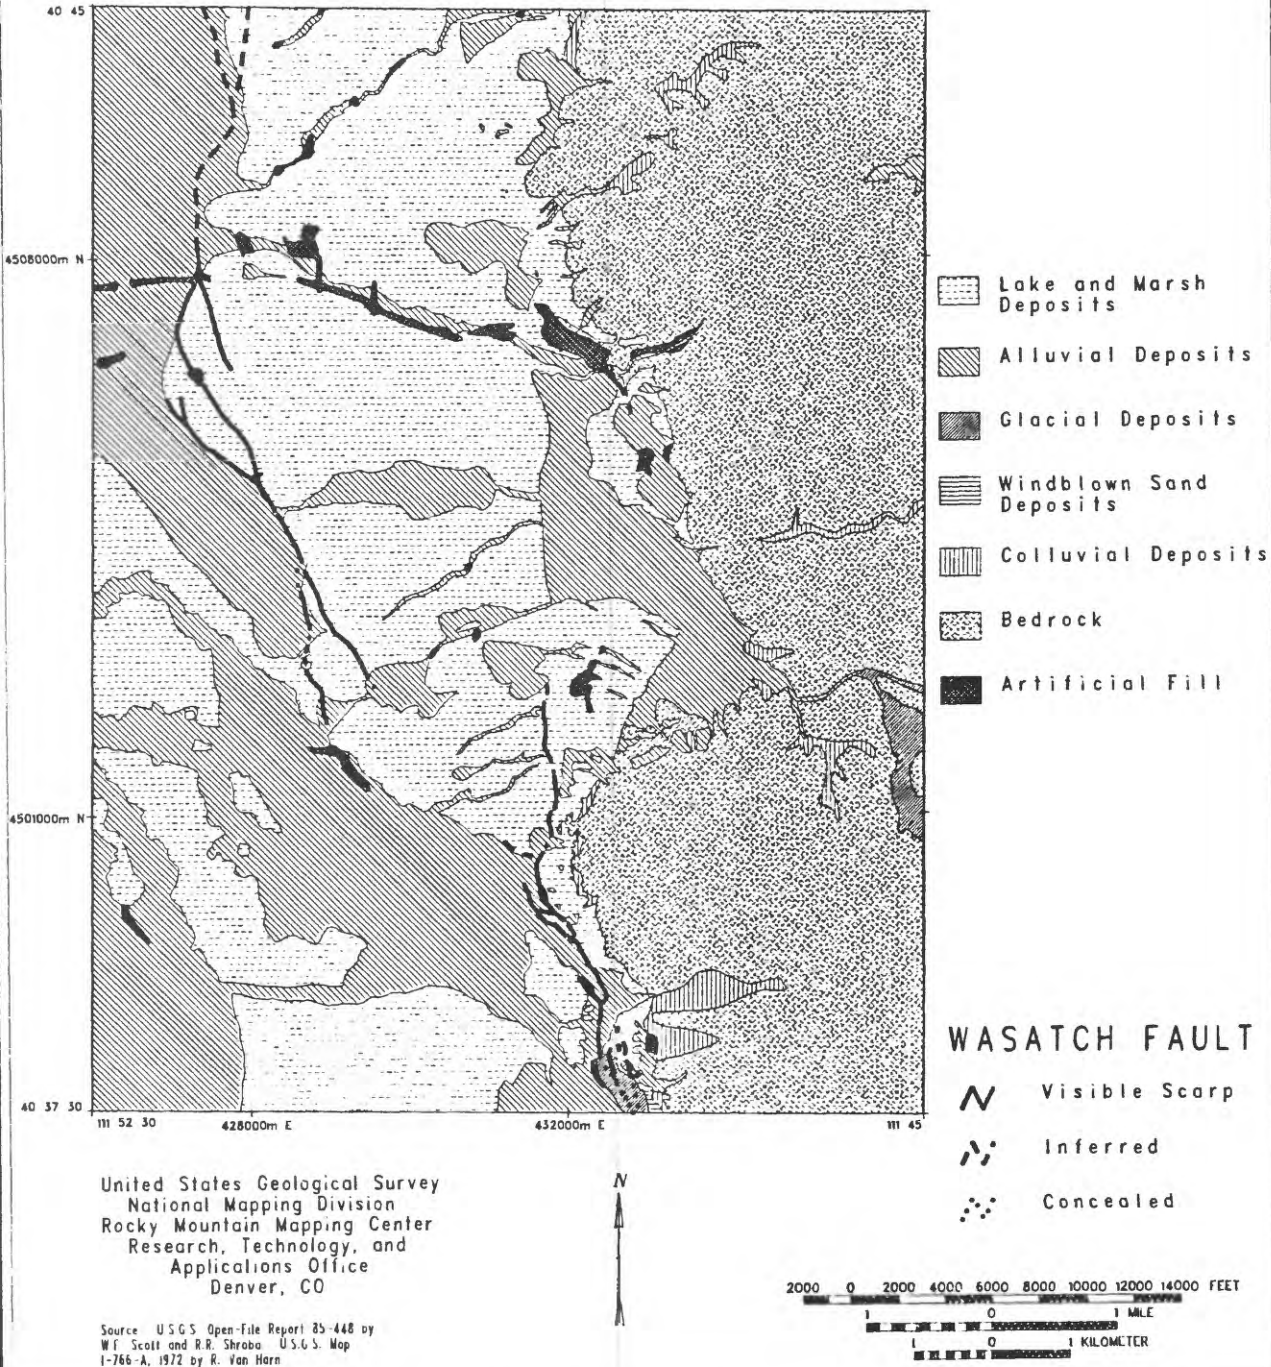 40 45
4508000m N
4501000m N
40 37 30
111 52 30
428000m E
432000m E
111 45
Lake and Marsh
Deposits
Alluvial Deposits
Glacial Deposits
Windblown Sand
Deposits
Colluvial Deposits
Bedrock
Artificial Fill
WASATCH FAULT
Visible Scarp
Inferred
Concealed
United States Geological Survey
National Mapping Division
Rocky Mountain Mapping Center
Research, Technology, and
Applications Office
Denver, CO
N
Source U S G S Open-File Report 85-448 by
W F Scott and R.R. Shroba U.S.G S. Map
I-766-A, 1972 by R. Van Horn
2000 0 2000 4000 6000 8000 10000 12000 14000 FEET
1 0 1 MILE
1 0 1 KILOMETER